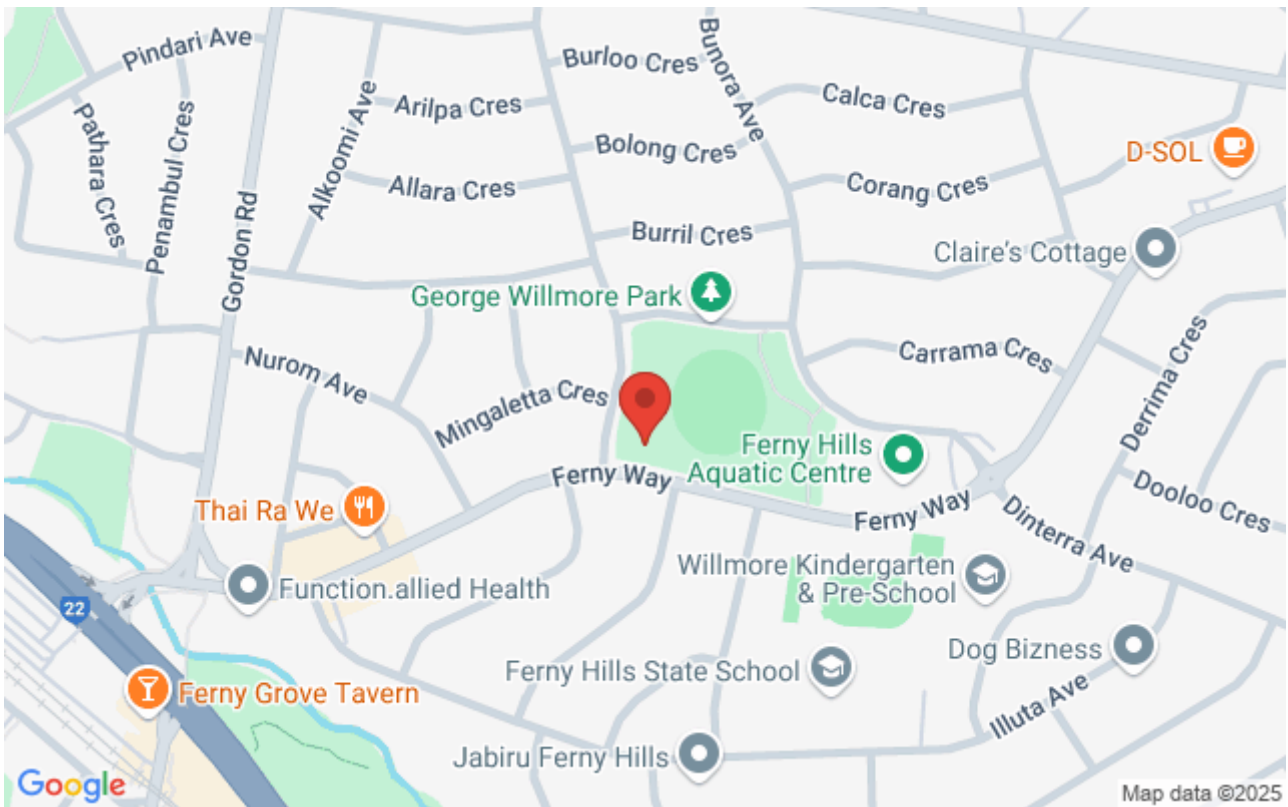 Pindari Ave
Burloo Cres
Bunora Ave
Calca Cres
Arilpa Cres
Pathara Cres
Penambul Cres
Alkoomi Ave
Bolong Cres
D-SOL
Allara Cres
Corang Cres
Gordon Rd
Burril Cres
Claire's Cottage
George Willmore Park
Nurom Ave
Carrama Cres
Derrima Cres
Mingaletta Cres
Ferny Hills
Aquatic Centre
Ferny Way
Dooloo Cres
Thai Ra We
Ferny Way
Dinterra Ave
Willmore Kindergarten
& Pre-School
Function.allied Health
22
Dog Bizness
Ferny Hills State School
Ferny Grove Tavern
Illuta Ave
Jabiru Ferny Hills
Google
Map data ©2025